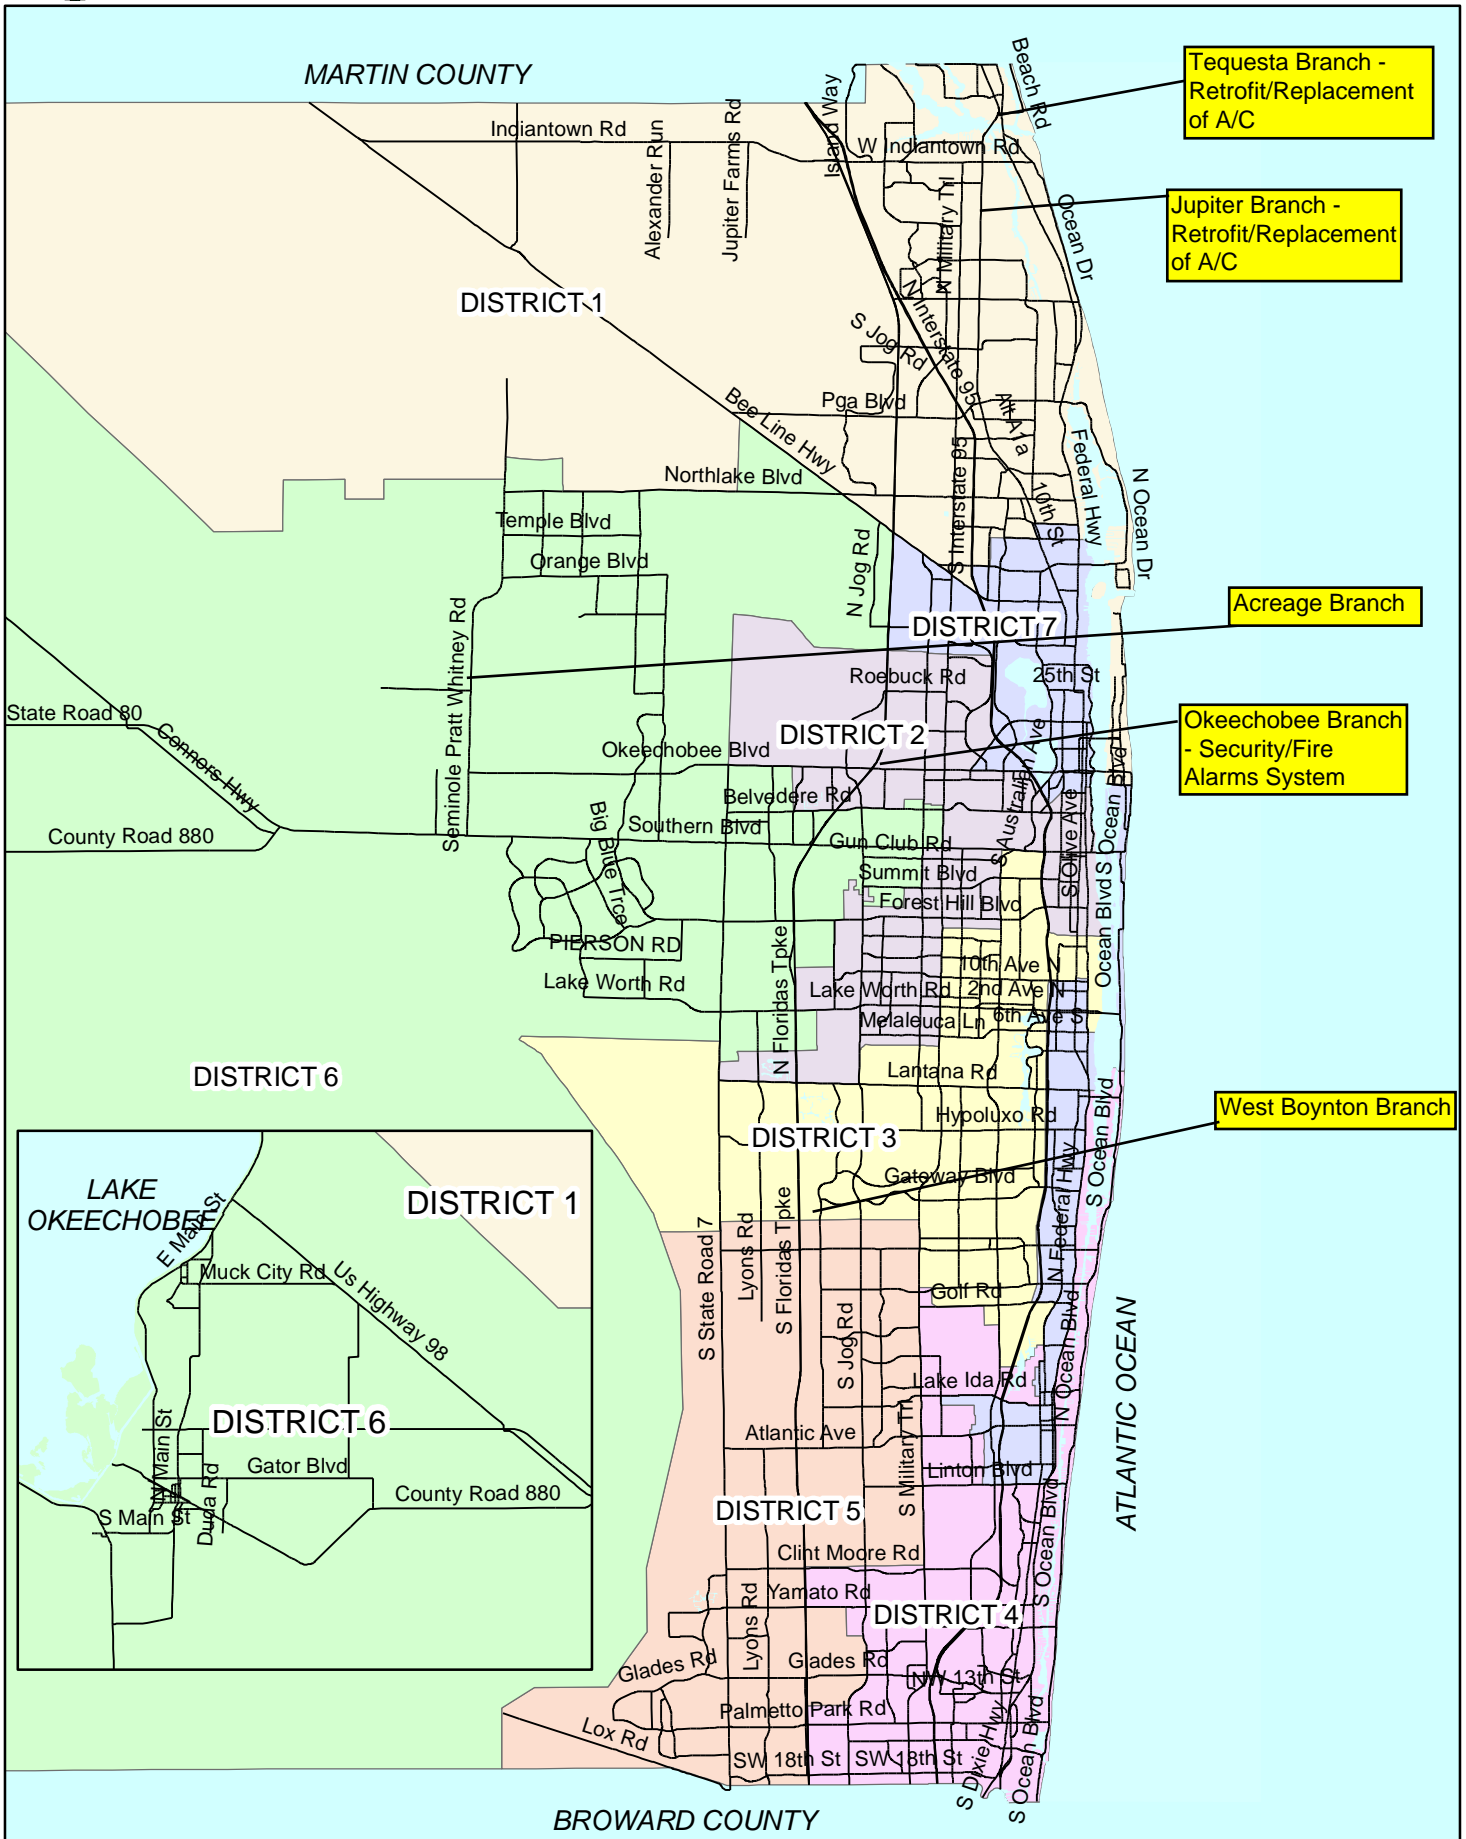 MARTIN COUNTY
Beach Rd
Tequesta Branch -
Retrofit/Replacement
of A/C
Island Way
Indiantown Rd
Alexander Run
Jupiter Farms Rd
W Indiantown Rd
N Military Trl
Jupiter Branch -
Retrofit/Replacement
of A/C
Ocean Dr
DISTRICT 1
N Interstate 95
S Jog Rd
Pga Blvd
Bee Line Hwy
Alt A1a
Federal Hwy
Northlake Blvd
S Interstate 95
10th St
N Ocean Dr
Temple Blvd
Orange Blvd
N Jog Rd
Acreage Branch
Seminole Pratt Whitney Rd
DISTRICT 7
Roebuck Rd
25th St
State Road 80
Connors Hwy
DISTRICT 2
Okeechobee Branch
- Security/Fire
Alarms System
Okeechobee Blvd
S Australian Ave
Belvedere Rd
S Ocean Blvd
Big Blue Trce
Southern Blvd
County Road 880
Gun Club Rd
S Olive Ave
Summit Blvd
Forest Hill Blvd
Ocean Blvd
PIERSON RD
N Floridas Tpke
10th Ave N
Lake Worth Rd
Lake Worth Rd
2nd Ave N
6th Ave S
Melaleuca Ln
DISTRICT 6
Lantana Rd
S Ocean Blvd
Hypoluxo Rd
West Boynton Branch
DISTRICT 3
Gateway Blvd
N Federal Hwy
LAKE
OKEECHOBEE
DISTRICT 1
E Main St
Muck City Rd
Us Highway 98
S State Road 7
Lyons Rd
S Floridas Tpke
Golf Rd
S Jog Rd
N Ocean Blvd
ATLANTIC OCEAN
Lake Ida Rd
DISTRICT 6
N Main St
Atlantic Ave
S Military Trl
Gator Blvd
Duda Rd
County Road 880
S Main St
Linton Blvd
DISTRICT 5
S Ocean Blvd
Clint Moore Rd
Yamato Rd
Lyons Rd
DISTRICT 4
Glades Rd
Glades Rd
NW 13th St
Palmetto Park Rd
Lox Rd
SW 18th St
SW 18th St
S Dixie Hwy
S Ocean Blvd
BROWARD COUNTY